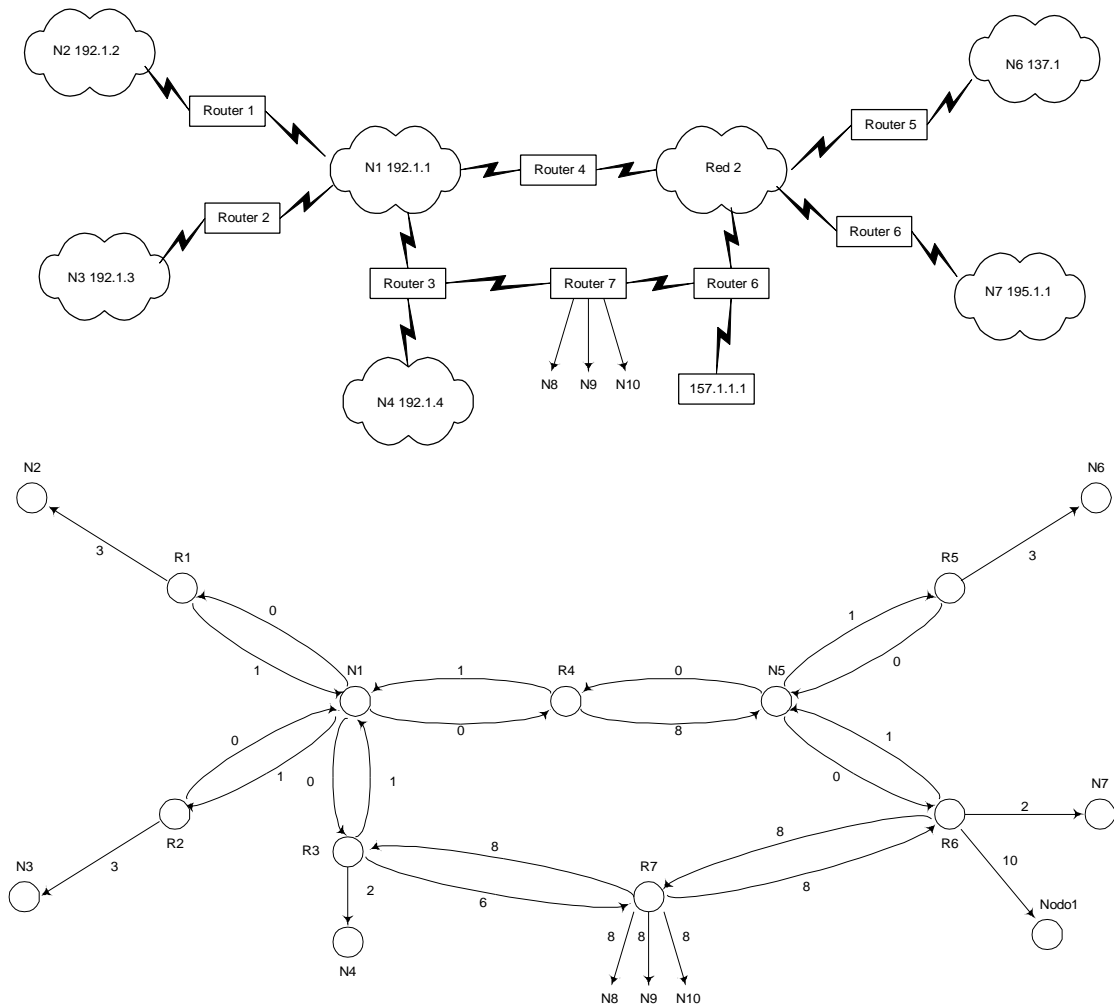 N2 192.1.2
N6 137.1
Router 1
Router 5
N1 192.1.1
Router 4
Red 2
Router 2
Router 6
N3 192.1.3
Router 3
Router 7
Router 6
N7 195.1.1
N8
N9
N10
157.1.1.1
N4 192.1.4
N2
N6
3
R1
R5
3
0
1
1
N1
1
R4
0
N5
0
0
8
0
1
0
1
0
1
N7
R2
R3
8
8
R6
2
N3
3
2
6
R7
8
10
Nodo1
8
8
8
N4
N8
N9
N10